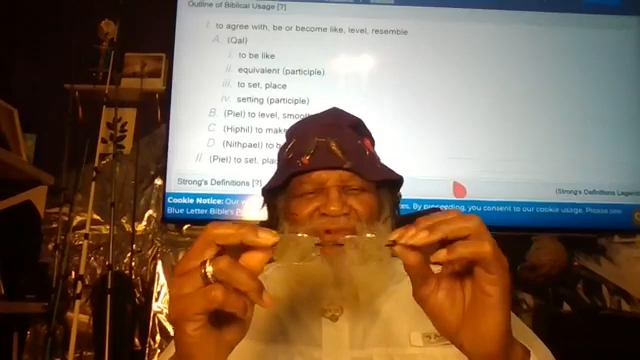 Outline of Biblical Usage [?]
I. to agree with, be or become like, level, resemble
A. (Qal)
i. to be like
ii. equivalent (participle)
iii. to set, place
iv. setting (participle)
B. (Piel) to level, smooth
C (Hiphil) to make
D (Nithpael) to b
II. (Piel) to set, plac
Strong's Definitions [?]
(Strong's Definitions Legend
Cookie Notice: Our
es. By proceeding, you consent to our cookie usage. Please see
Blue Letter Bible's